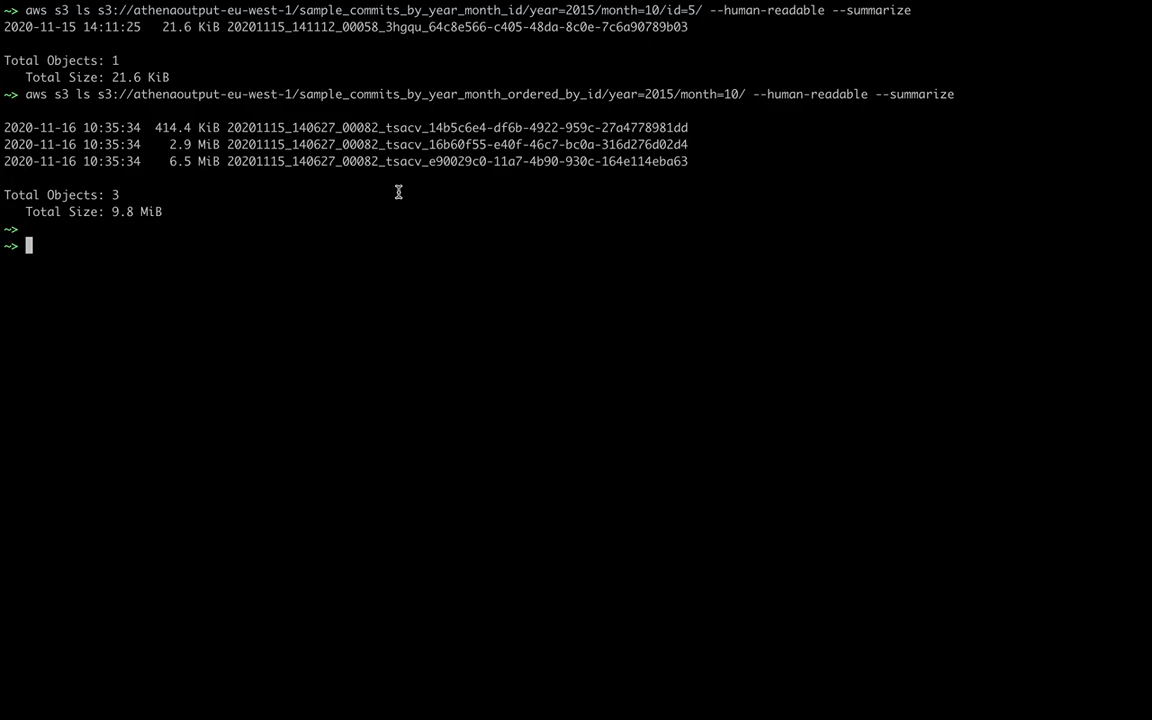 ~> aws s3 ls s3://athenaoutput-eu-west-1/sample_commits_by_year_month_id/year=2015/month=10/id=5/ --human-readable --summarize
2020-11-15 14:11:25   21.6 KiB 20201115_141112_00058_3hgqu_64c8e566-c405-48da-8c0e-7c6a90789b03
Total Objects: 1
   Total Size: 21.6 KiB
~> aws s3 ls s3://athenaoutput-eu-west-1/sample_commits_by_year_month_ordered_by_id/year=2015/month=10/ --human-readable --summarize
2020-11-16 10:35:34  414.4 KiB 20201115_140627_00082_tsacv_14b5c6e4-df6b-4922-959c-27a4778981dd
2020-11-16 10:35:34    2.9 MiB 20201115_140627_00082_tsacv_16b60f55-e40f-46c7-bc0a-316d276d02d4
2020-11-16 10:35:34    6.5 MiB 20201115_140627_00082_tsacv_e90029c0-11a7-4b90-930c-164e114eba63
Total Objects: 3
   Total Size: 9.8 MiB
~>
~>